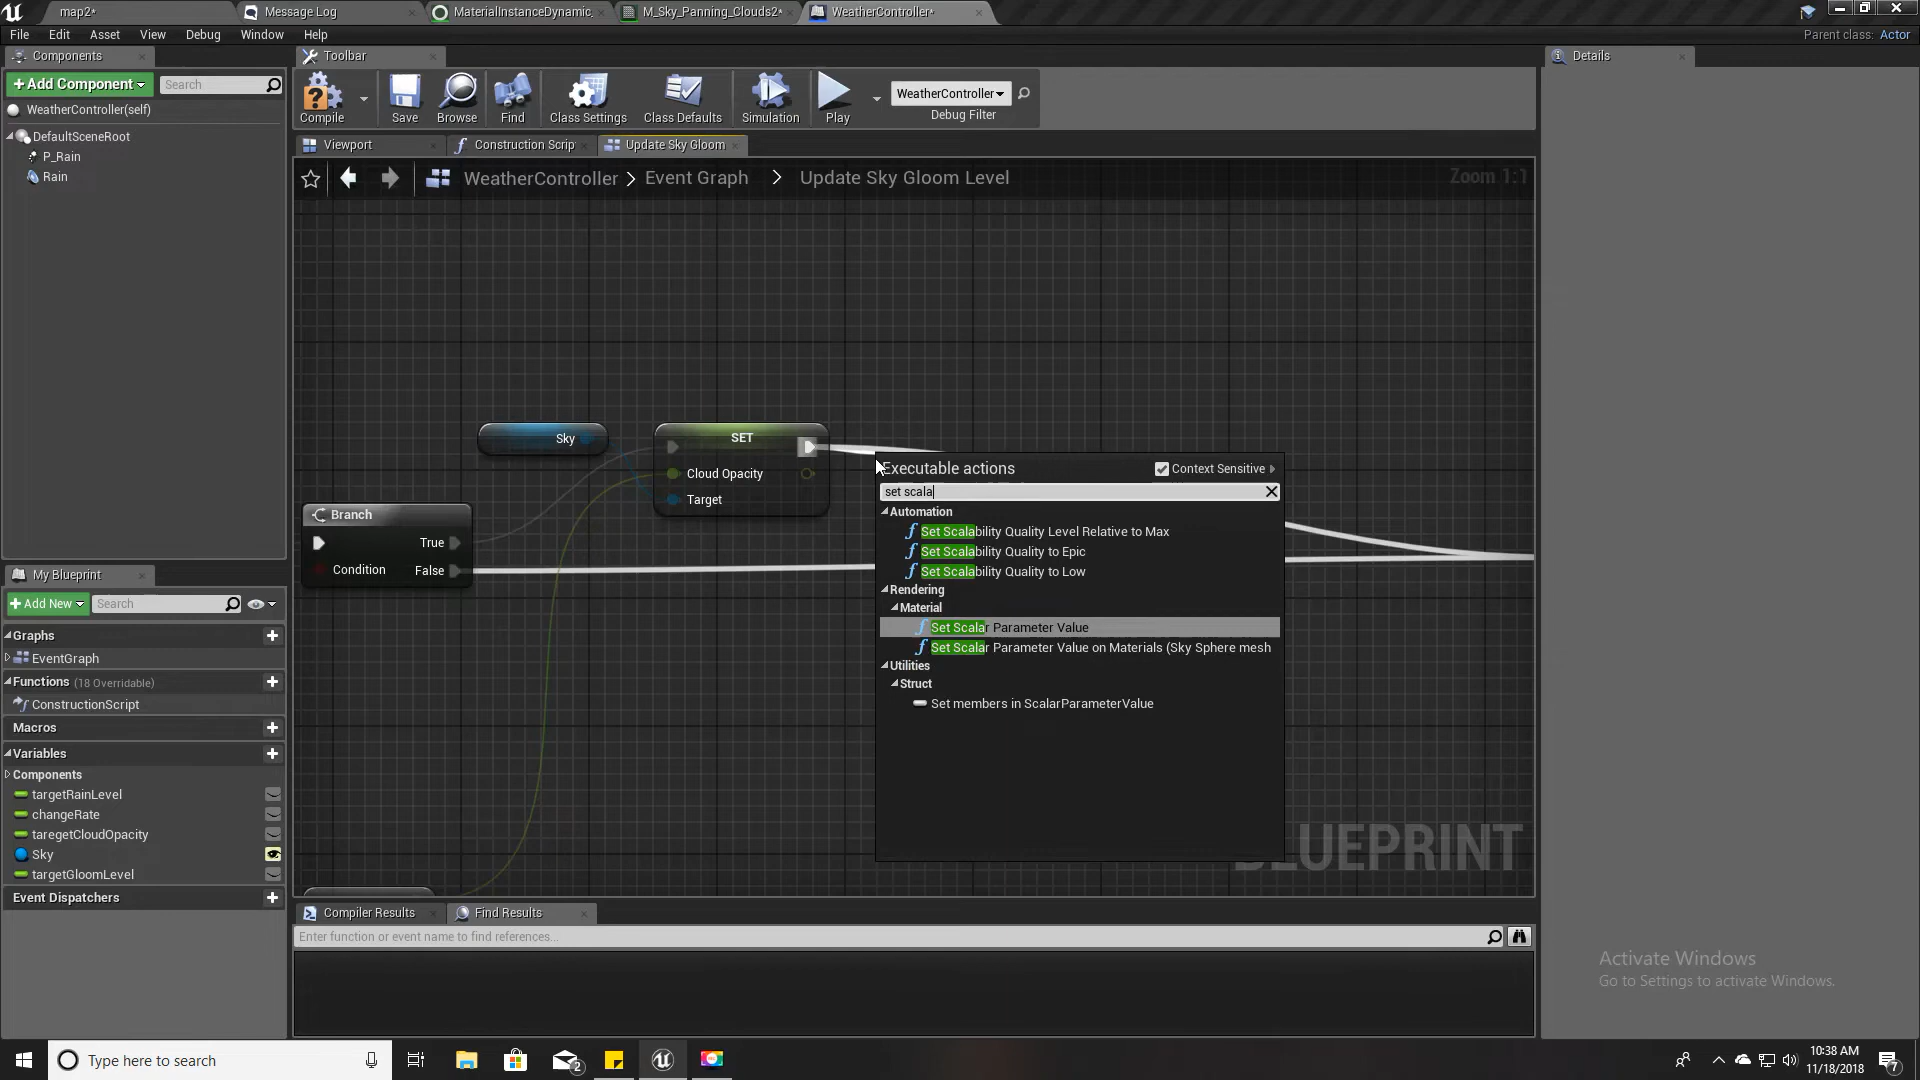 map2*
Message Log
MaterialInstanceDynamic
M_Sky_Panning_Clouds2*
WeatherController*
File Edit Asset View Debug Window Help
Parent class: Actor
Components
Toolbar
Details
+Add Component
Search
WeatherController(self)
DefaultSceneRoot
P_Rain
Rain
Compile
Save
Browse
Find
Class Settings
Class Defaults
Simulation
Play
WeatherController
Debug Filter
Viewport
Construction Scrip
Update Sky Gloom
WeatherController > Event Graph > Update Sky Gloom Level
Zoom 1:1
Sky
SET
Cloud Opacity
Target
Branch
True
Condition
False
Executable actions
Context Sensitive
set scala
Automation
Set Scalability Quality Level Relative to Max
Set Scalability Quality to Epic
Set Scalability Quality to Low
Rendering
Material
Set Scalar Parameter Value
Set Scalar Parameter Value on Materials (Sky Sphere mesh
Utilities
Struct
Set members in ScalarParameterValue
BLUEPRINT
My Blueprint
+Add New
Search
Graphs
EventGraph
Functions (18 Overridable)
ConstructionScript
Macros
Variables
Components
targetRainLevel
changeRate
taregetCloudOpacity
Sky
targetGloomLevel
Event Dispatchers
Compiler Results
Find Results
Enter function or event name to find references...
Activate Windows
Go to Settings to activate Windows.
Type here to search
2
10:38 AM
11/18/2018
7